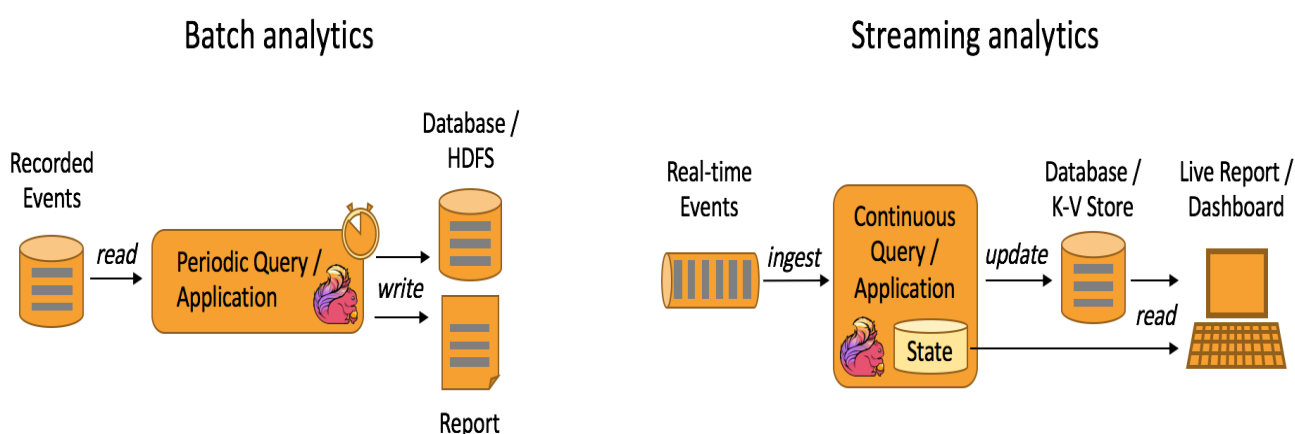 Batch analytics
Recorded
Events
read
Periodic Query /
Application
write
Database /
HDFS
Report
Streaming analytics
Real-time
Events
ingest
Continuous
Query /
Application
State
update
Database /
K-V Store
read
Live Report /
Dashboard